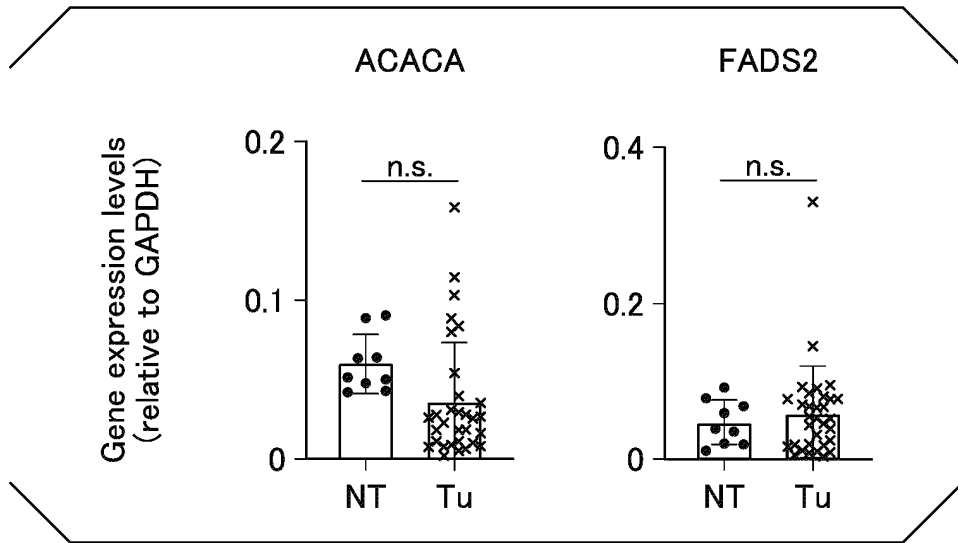 ACACA
FADS2
Gene expression levels
(relative to GAPDH)
0.2
0.1
0
n.s.
NT
Tu
0.4
0.2
0
n.s.
NT
Tu